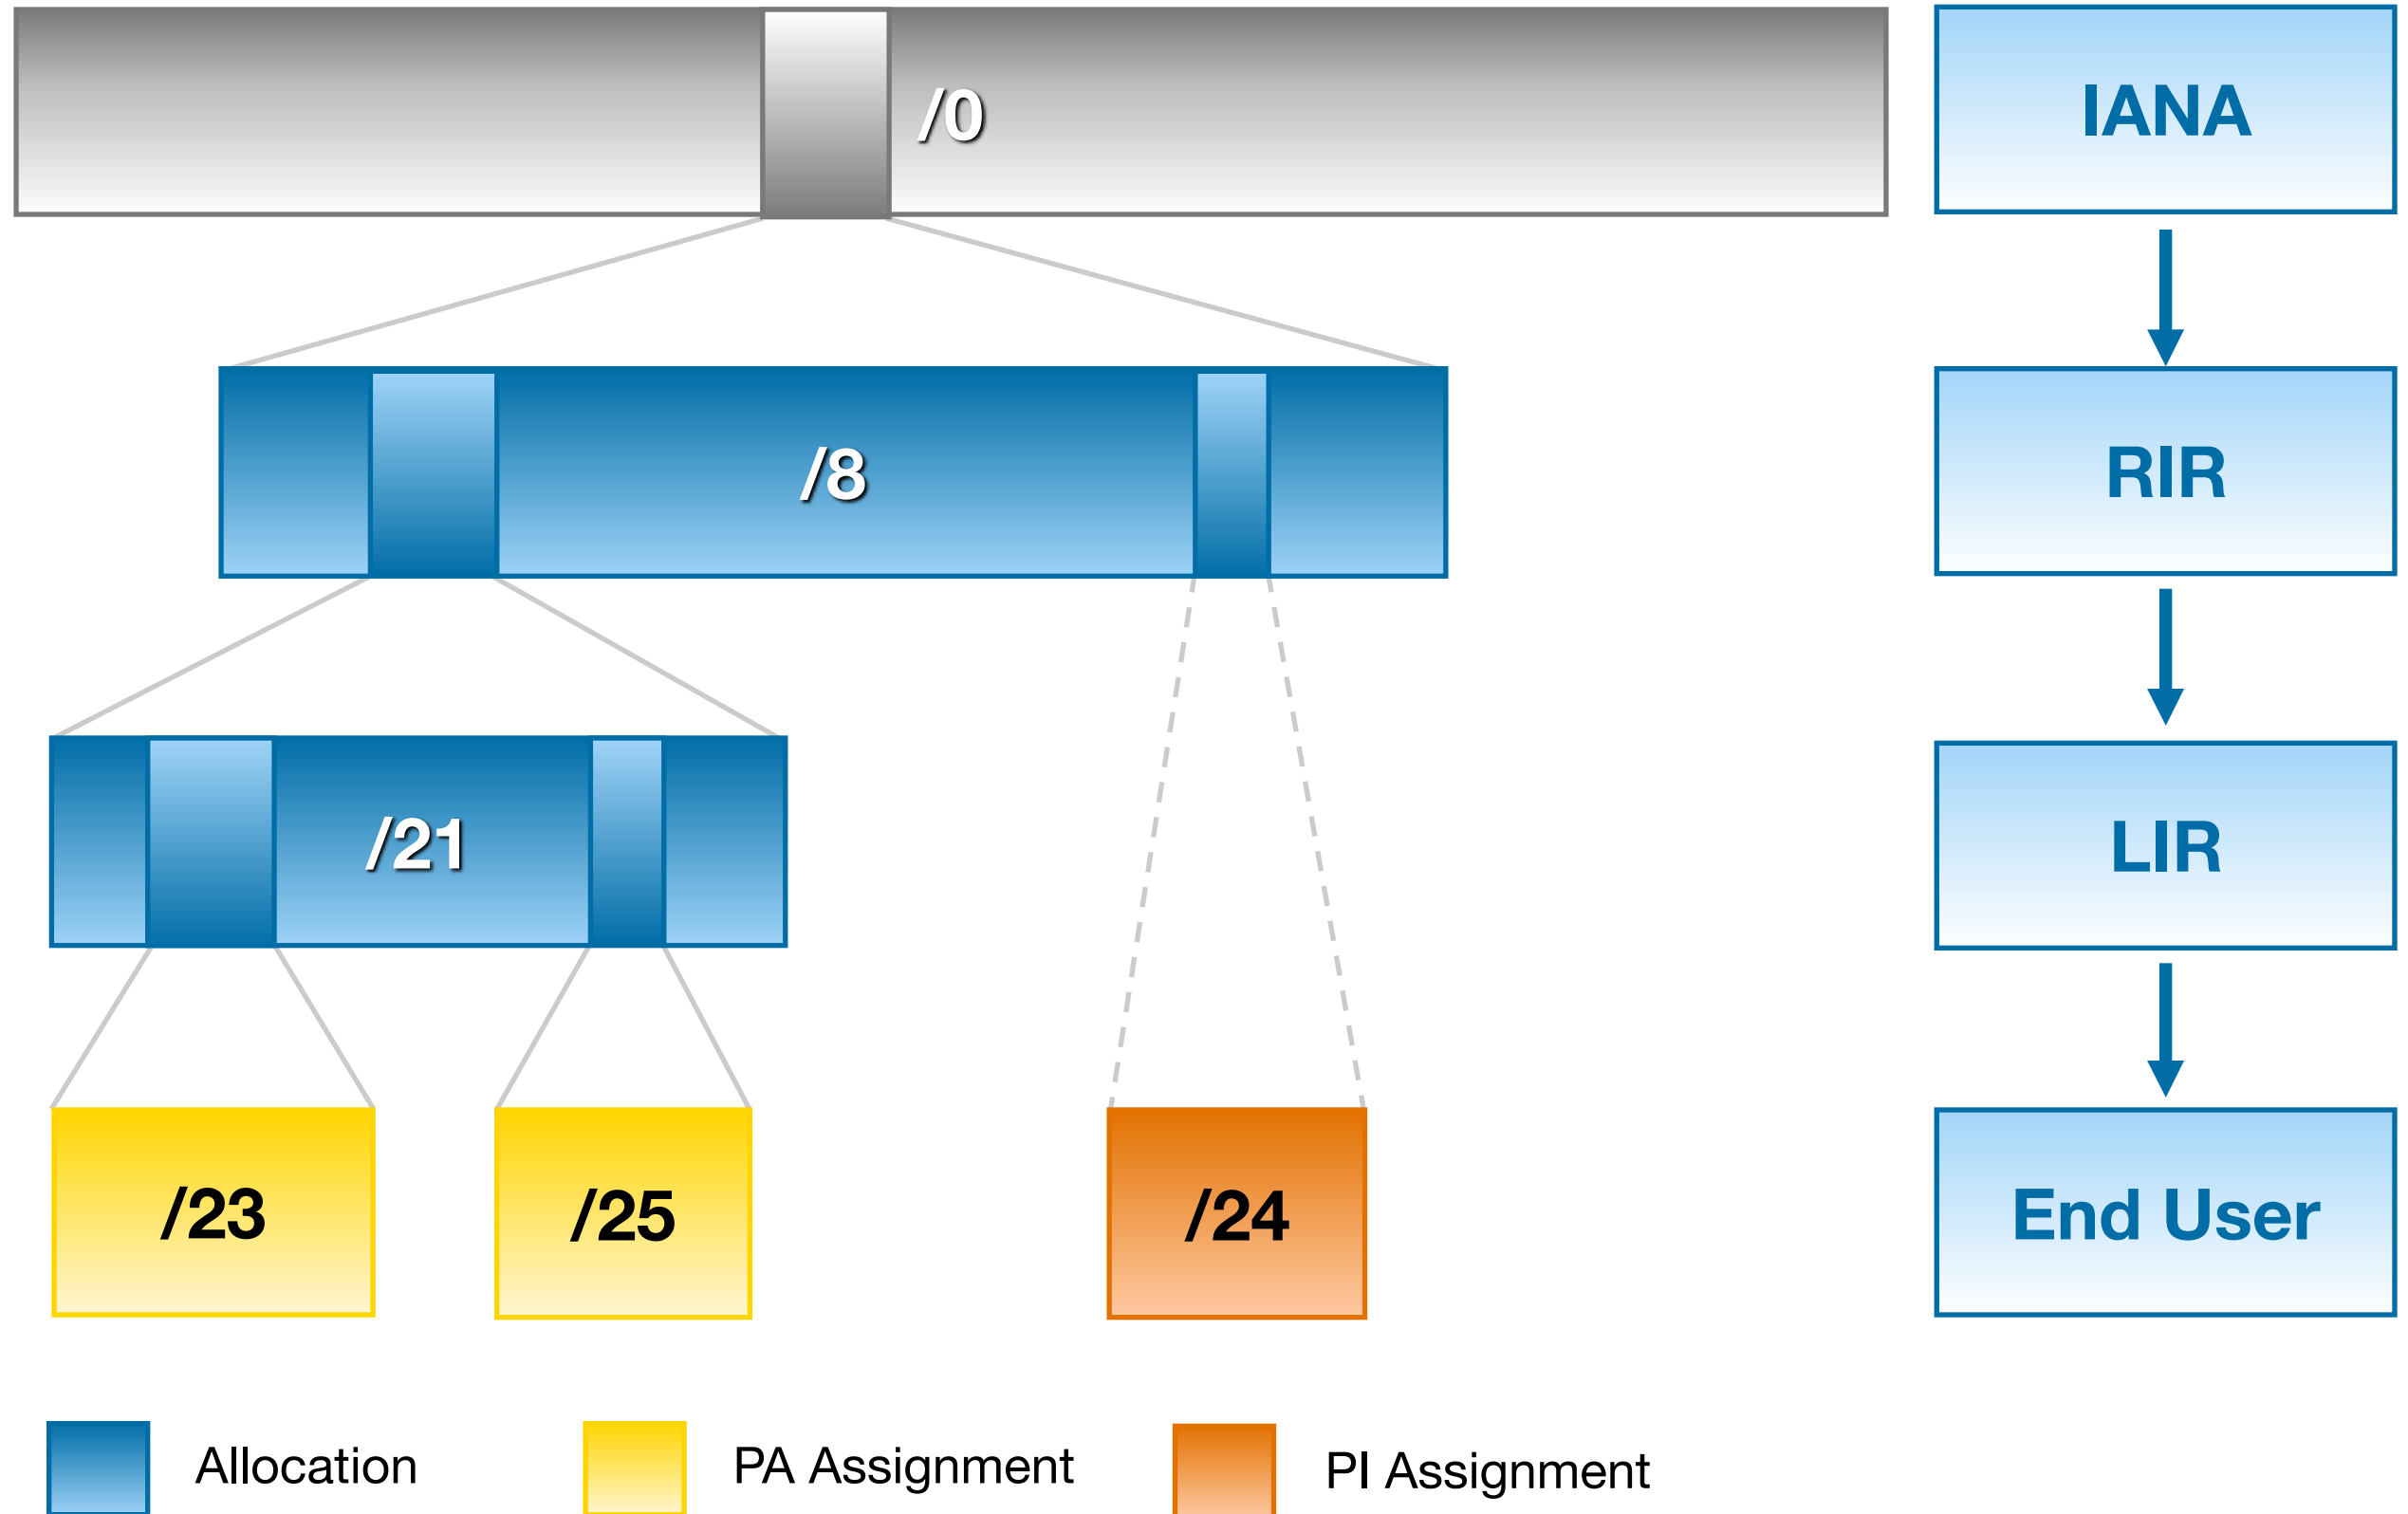 /0
IANA
/8
RIR
/21
LIR
/23
/25
/24
End User
Allocation
PA Assignment
PI Assignment